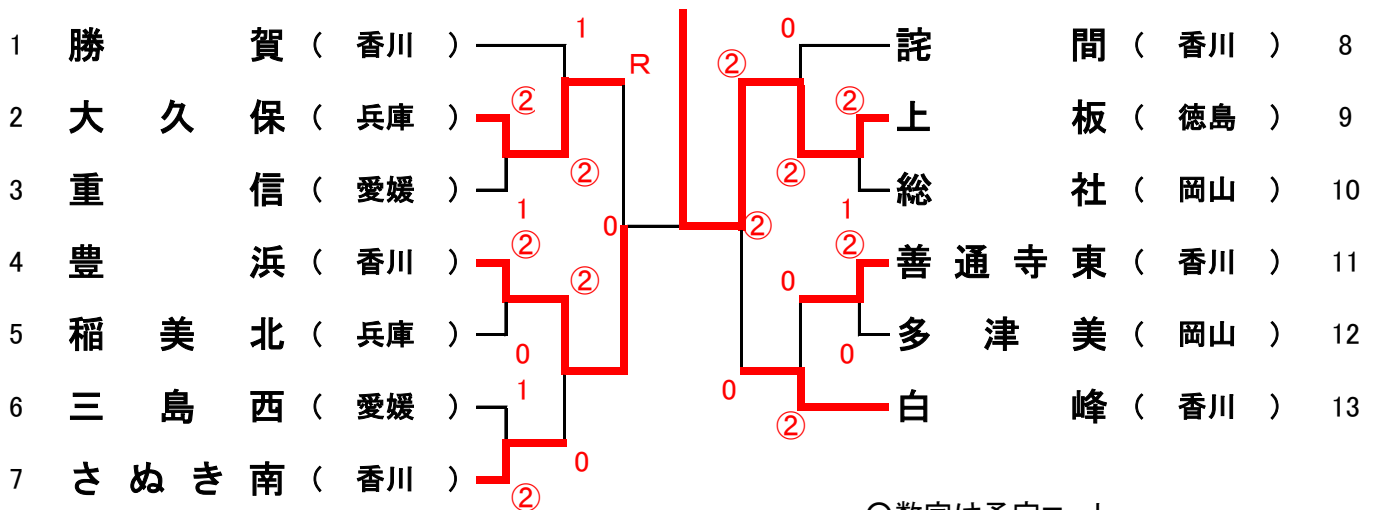 1 勝賀（香川）
2 大久保（兵庫）
3 重信（愛媛）
4 豊浜（香川）
5 稲美北（兵庫）
6 三島西（愛媛）
7 さぬき南（香川）
1
R
②
②
1
0
②
②
0
1
0
②
詫間（香川） 8
上板（徳島） 9
総社（岡山） 10
善通寺東（香川） 11
多津美（岡山） 12
白峰（香川） 13
0
②
②
②
1
②
②
0
0
0
②